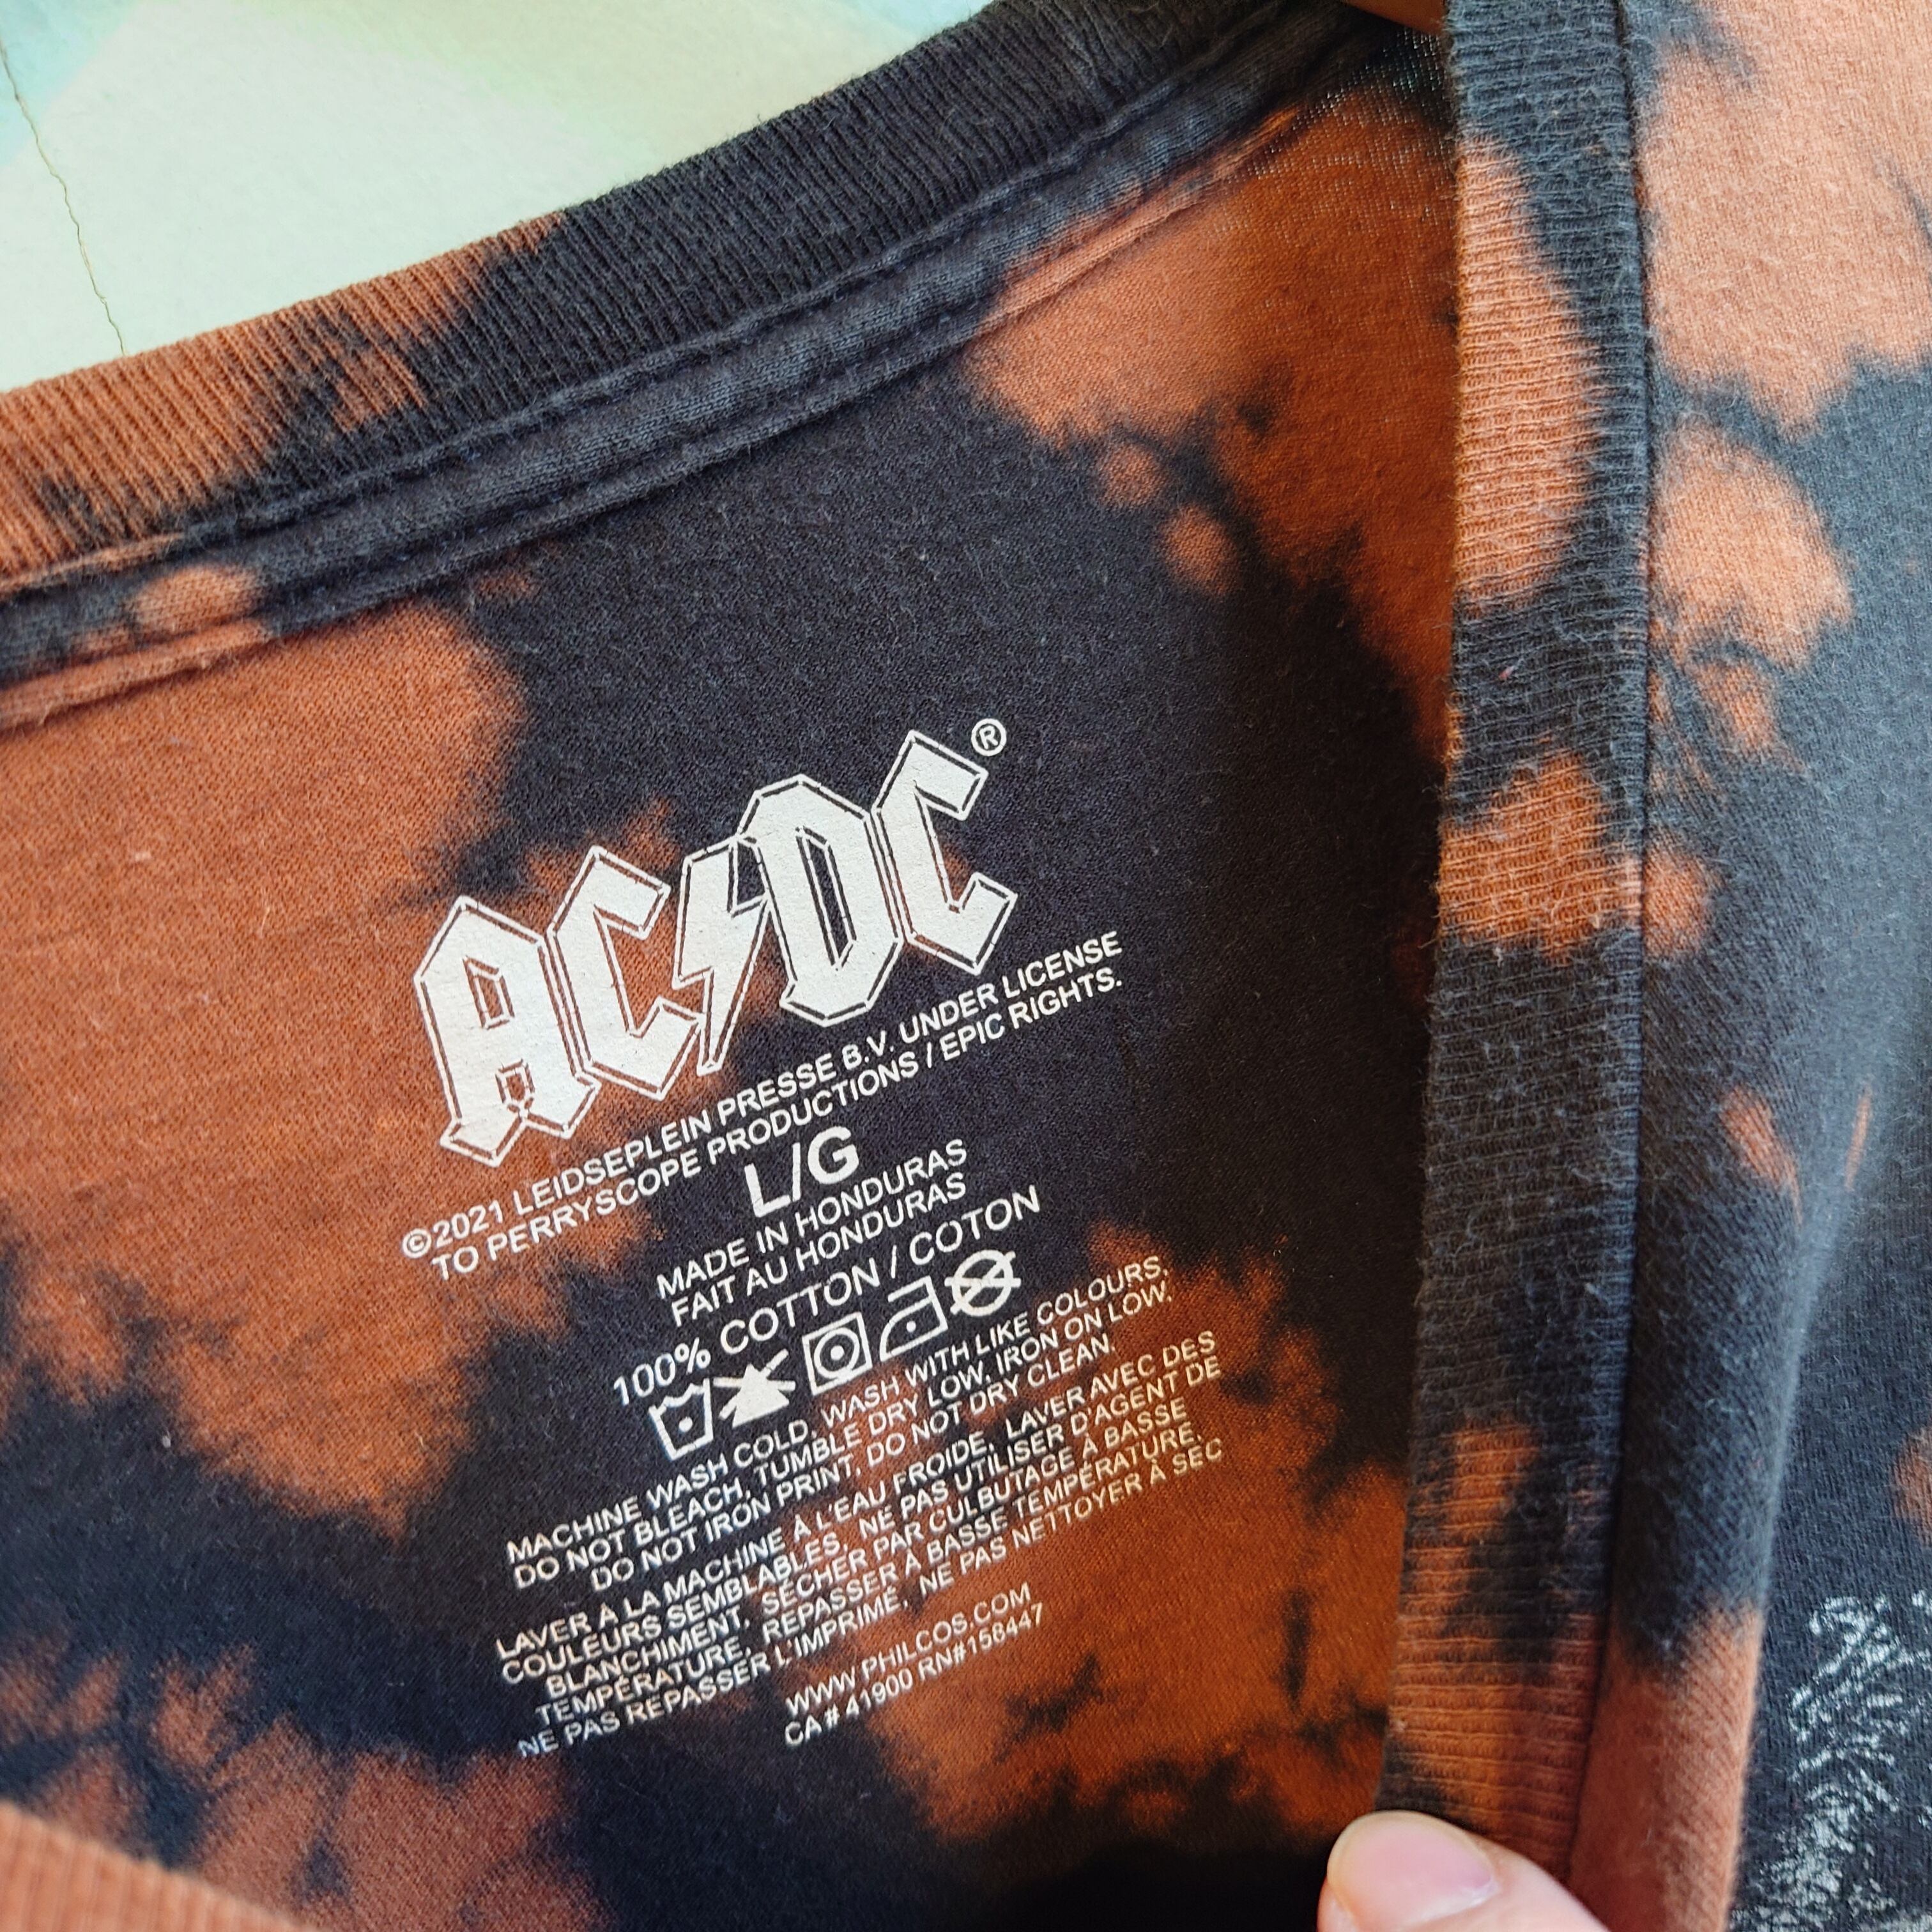 AC/DC®
©2021 LEIDSEPLEIN PRESSE B.V. UNDER LICENSE
TO PERRYSCOPE PRODUCTIONS / EPIC RIGHTS.
L/G
MADE IN HONDURAS
FAIT AU HONDURAS
100% COTTON / COTON
MACHINE WASH COLD, WASH WITH LIKE COLOURS,
DO NOT BLEACH, TUMBLE DRY LOW, IRON ON LOW.
DO NOT IRON PRINT, DO NOT DRY CLEAN.
LAVER À LA MACHINE À L'EAU FROIDE, LAVER AVEC DES
COULEURS SEMBLABLES, NE PAS UTILISER D'AGENT DE
BLANCHIMENT, SÉCHER PAR CULBUTAGE À BASSE
TEMPÉRATURE, REPASSER À BASSE TEMPÉRATURE,
NE PAS REPASSER L'IMPRIMÉ, NE PAS NETTOYER À SEC
WWW.PHILCOS.COM
CA # 41900 RN#158447